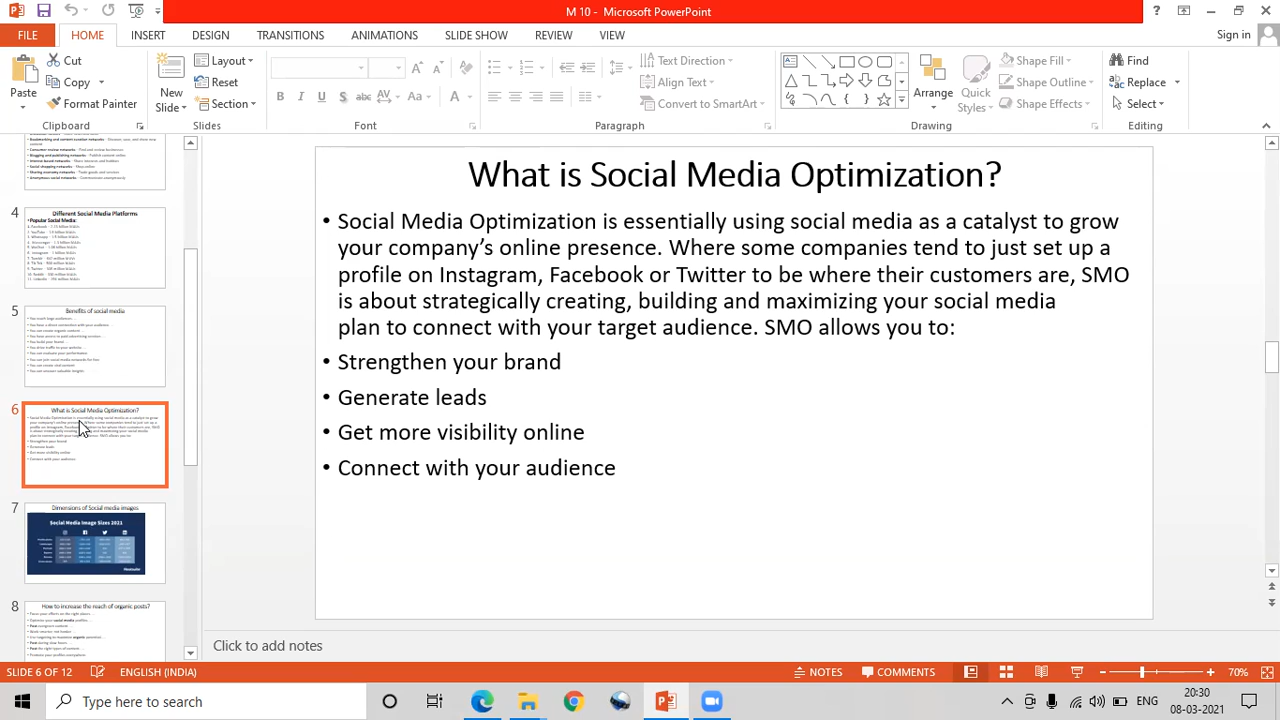 M 10 - Microsoft PowerPoint
FILE HOME INSERT DESIGN TRANSITIONS ANIMATIONS SLIDE SHOW REVIEW VIEW Sign in
Paste
Cut
Copy
Format Painter
Clipboard
New Slide
Layout
Reset
Section
Slides
B I U S abc AV Aa A
Font
Text Direction
Align Text
Convert to SmartArt
Paragraph
Arrange
Quick Styles
Shape Fill
Shape Outline
Shape Effects
Drawing
Find
Replace
Select
Editing
4
Different Social Media Platforms
Popular Social Media:
5
Benefits of social media
6
What is Social Media Optimization?
7
Dimensions of Social media images
Social Media Image Sizes 2021
8
How to increase the reach of organic posts?
What is Social Media Optimization?
• Social Media Optimization is essentially using social media as a catalyst to grow
your company's online presence. Where some companies tend to just set up a
profile on Instagram, Facebook or Twitter to be where their customers are, SMO
is about strategically creating, building and maximizing your social media
plan to connect with your target audience. SMO allows you to:
• Strengthen your brand
• Generate leads
• Get more visibility online
• Connect with your audience
Click to add notes
SLIDE 6 OF 12 ENGLISH (INDIA) NOTES COMMENTS 70%
Type here to search
ENG
20:30
08-03-2021